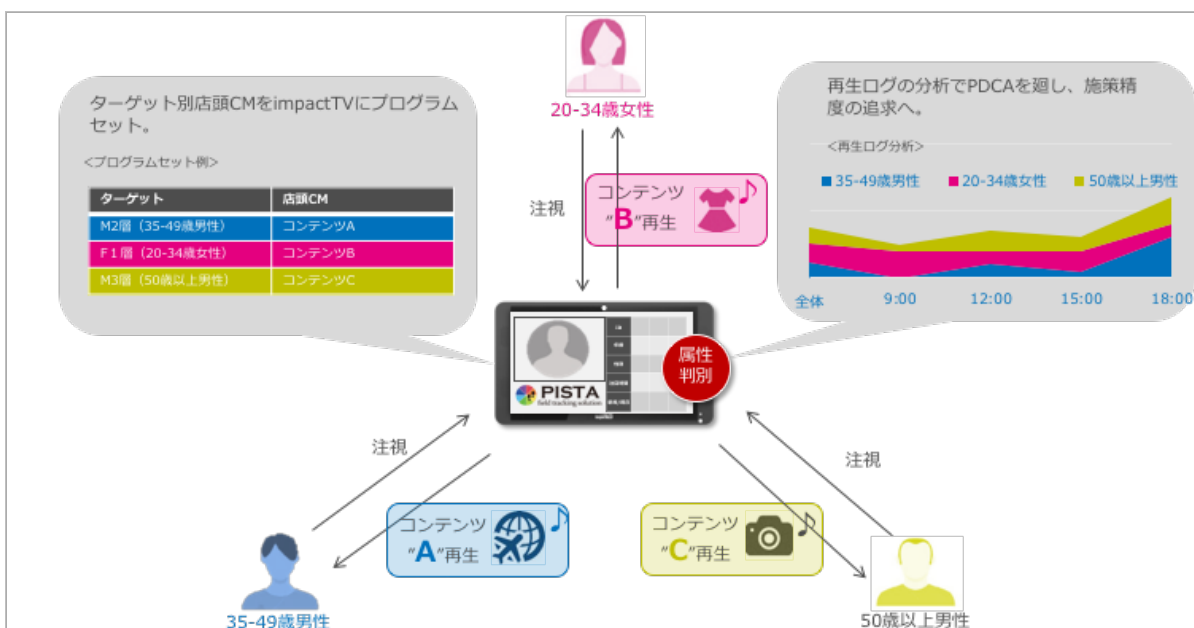 20-34歳女性
ターゲット別店頭CMをimpactTVにプログラム
セット。
<プログラムセット例>
ターゲット 店頭CM
M2層（35-49歳男性） コンテンツA
F1層（20-34歳女性） コンテンツB
M3層（50歳以上男性） コンテンツC
再生ログの分析でPDCAを廻し、施策精
度の追求へ。
<再生ログ分析>
35-49歳男性 20-34歳女性 50歳以上男性
全体 9:00 12:00 15:00 18:00
注視
コンテンツ
"B"再生
属性
判別
PISTA
注視
注視
コンテンツ
"A"再生
コンテンツ
"C"再生
35-49歳男性
50歳以上男性